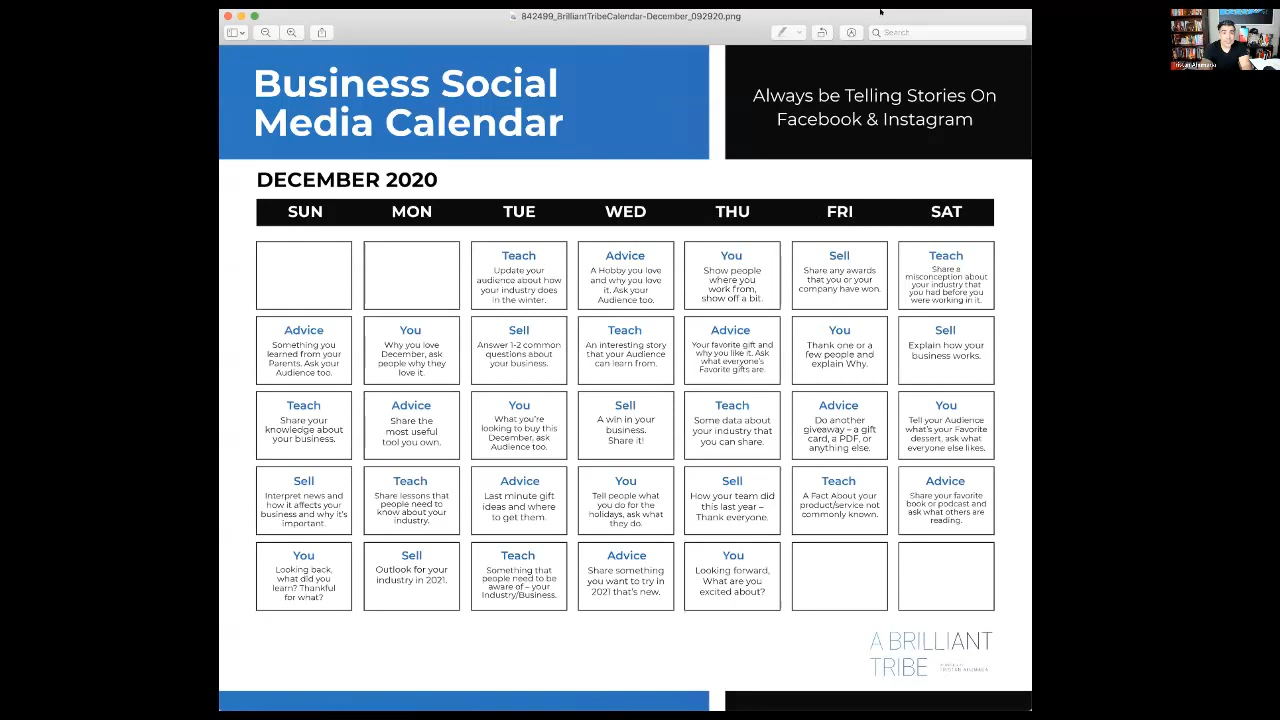 842499_BrilliantTribeCalendar-December_092920.png
Search
Business Social
Media Calendar
Always be Telling Stories On
Facebook & Instagram
DECEMBER 2020
SUN MON TUE WED THU FRI SAT
Teach
Update your
audience about how
your industry does
in the winter.
Advice
A Hobby you love
and why you love
it. Ask your
Audience too.
You
Show people
where you
work from,
show off a bit.
Sell
Share any awards
that you or your
company have won.
Teach
Share a
misconception about
your industry that
you had before you
were working in it.
Advice
Something you
learned from your
Parents. Ask your
Audience too.
You
Why you love
December, ask
people why they
love it.
Sell
Answer 1-2 common
questions about
your business.
Teach
An interesting story
that your Audience
can learn from.
Advice
Your favorite gift and
why you like it. Ask
what everyone's
Favorite gifts are.
You
Thank one or a
few people and
explain Why.
Sell
Explain how your
business works.
Teach
Share your
knowledge about
your business.
Advice
Share the
most useful
tool you own.
You
What you're
looking to buy this
December, ask
Audience too.
Sell
A win in your
business.
Share it!
Teach
Some data about
your industry that
you can share.
Advice
Do another
giveaway – a gift
card, a PDF, or
anything else.
You
Tell your Audience
what's your Favorite
dessert, ask what
everyone else likes.
Sell
Interpret news and
how it affects your
business and why it's
important.
Teach
Share lessons that
people need to
know about your
industry.
Advice
Last minute gift
ideas and where
to get them.
You
Tell people what
you do for the
holidays, ask what
they do.
Sell
How your team did
this last year –
Thank everyone.
Teach
A Fact About your
product/service not
commonly known.
Advice
Share your favorite
book or podcast and
ask what others are
reading.
You
Looking back,
what did you
learn? Thankful
for what?
Sell
Outlook for your
industry in 2021.
Teach
Something that
people need to be
aware of – your
Industry/Business.
Advice
Share something
you want to try in
2021 that's new.
You
Looking forward,
What are you
excited about?
A BRILLIANT
TRIBE
TRISTAN AHUMADA
Tristan Ahumada